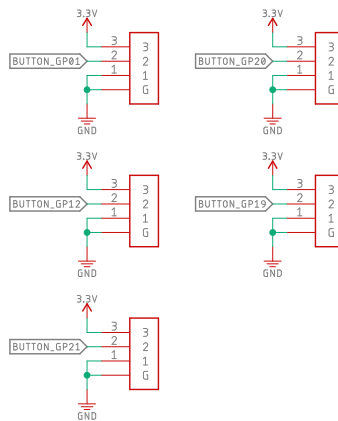 3.3V
3 3
BUTTON_GP01 2 2
1 1
G
GND
3.3V
3 3
BUTTON_GP20 2 2
1 1
G
GND
3.3V
3 3
BUTTON_GP12 2 2
1 1
G
GND
3.3V
3 3
BUTTON_GP19 2 2
1 1
G
GND
3.3V
3 3
BUTTON_GP21 2 2
1 1
G
GND